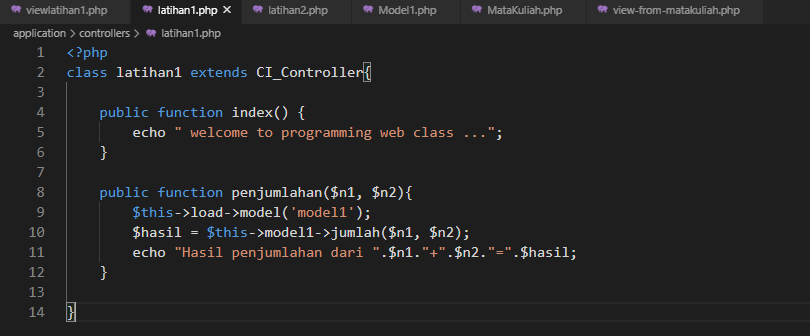 viewlatihan1.php latihan1.php × latihan2.php Model1.php MataKuliah.php view-from-matakuliah.php
application > controllers > latihan1.php
1 <?php
2 class latihan1 extends CI_Controller{
3
4     public function index() {
5         echo " welcome to programming web class ...";
6     }
7
8     public function penjumlahan($n1, $n2){
9         $this->load->model('model1');
10         $hasil = $this->model1->jumlah($n1, $n2);
11         echo "Hasil penjumlahan dari ".$n1."+".$n2."=".$hasil;
12     }
13
14 }